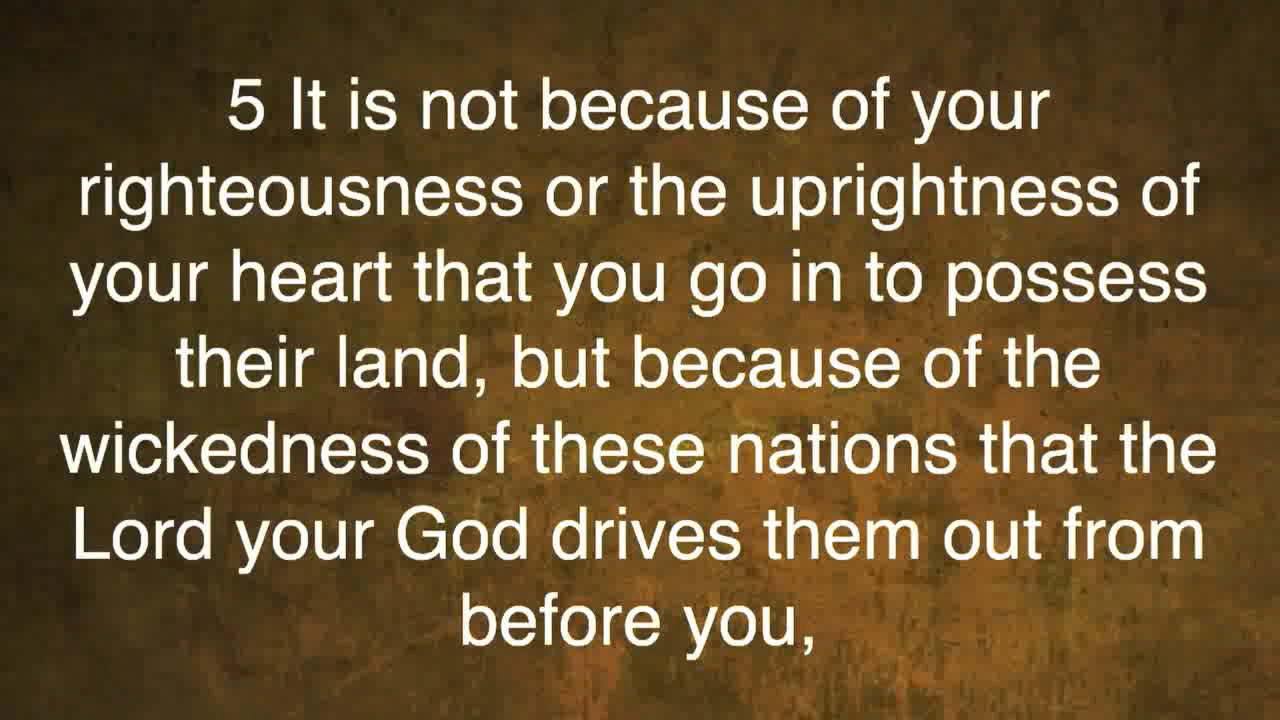 5 It is not because of your
righteousness or the uprightness of
your heart that you go in to possess
their land, but because of the
wickedness of these nations that the
Lord your God drives them out from
before you,